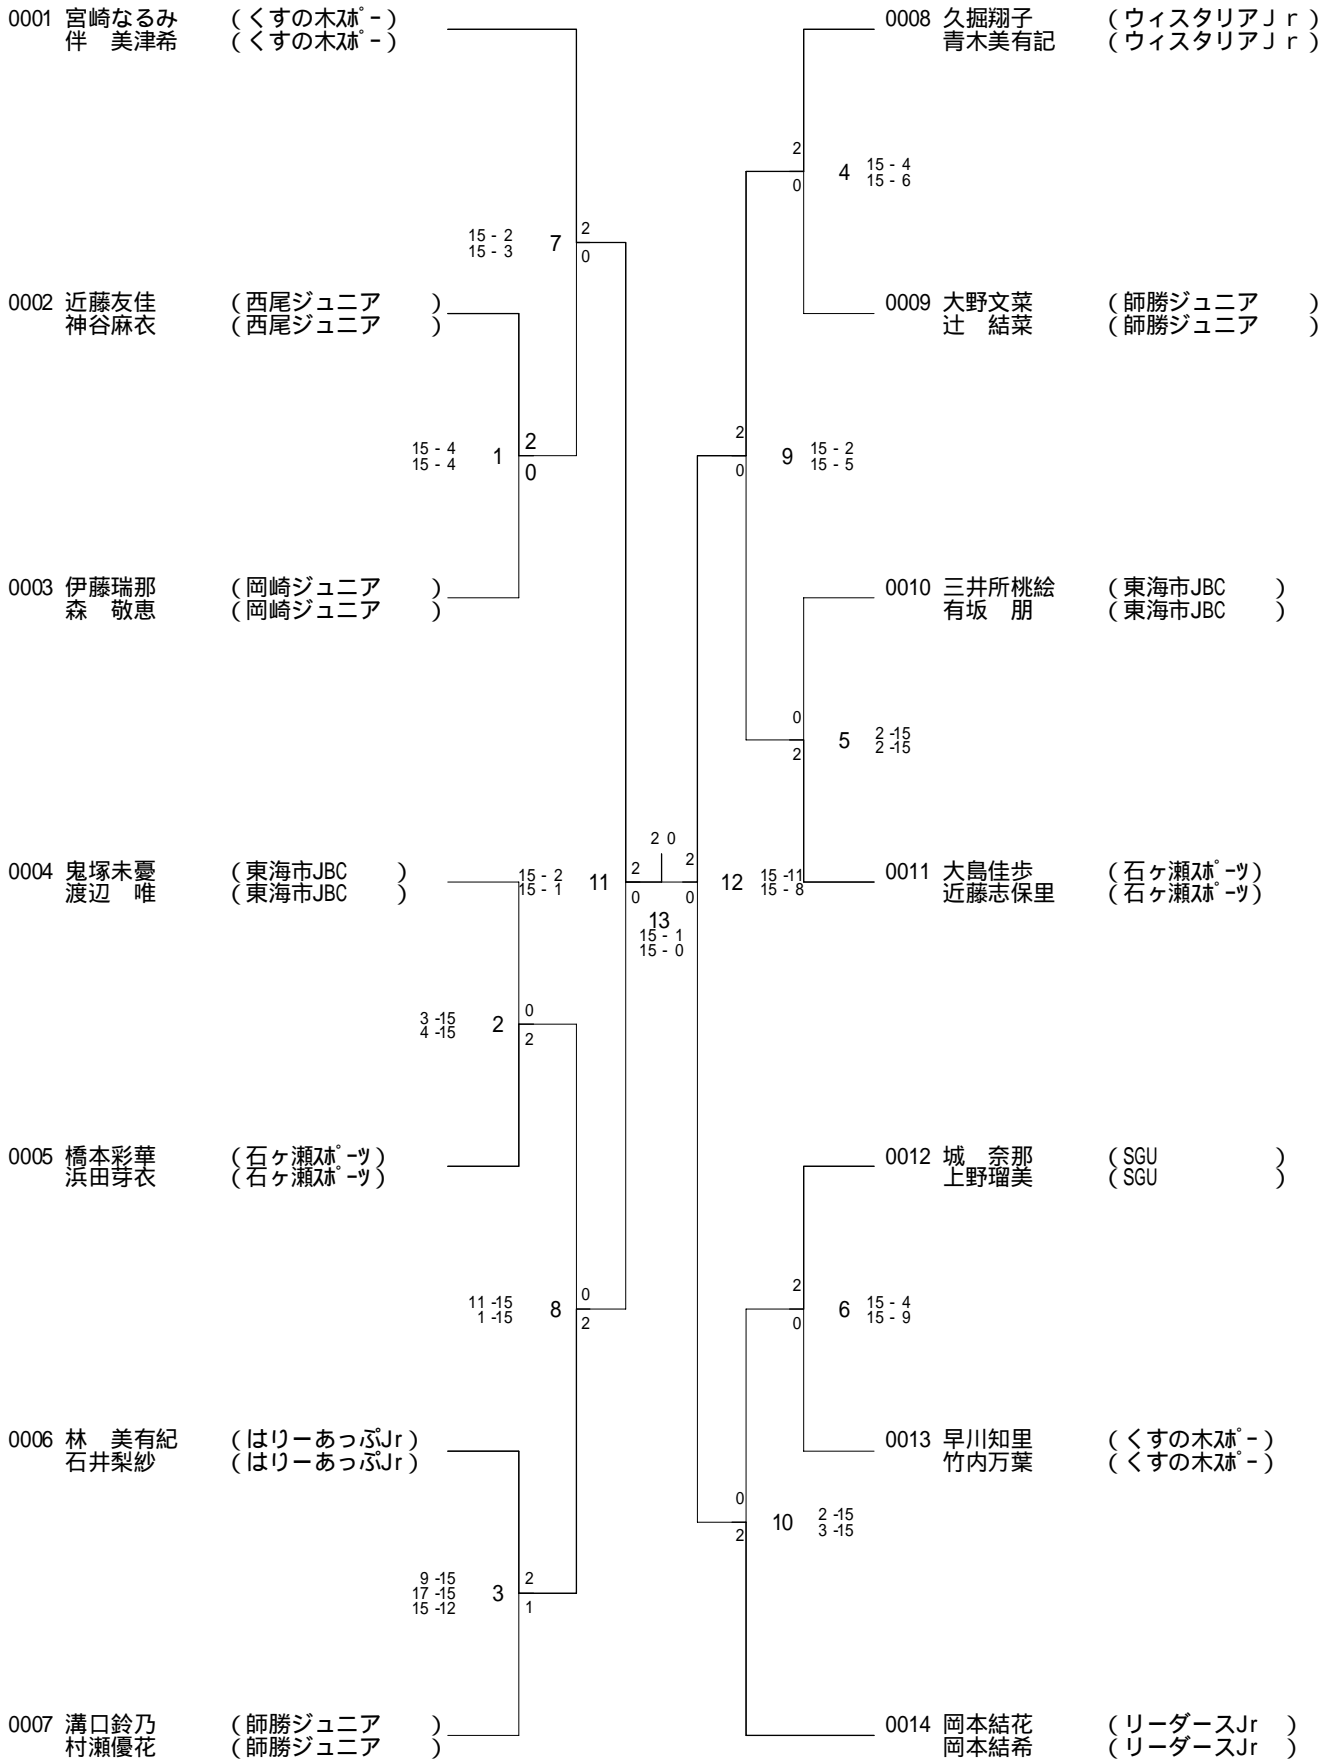 0001 宮崎なるみ (くすの木ｽﾎﾟｰ)
伴 美津希 (くすの木ｽﾎﾟｰ)
15 - 2
15 - 3
7
2
0
0002 近藤友佳 (西尾ジュニア )
神谷麻衣 (西尾ジュニア )
15 - 4
15 - 4
1
2
0
0003 伊藤瑞那 (岡崎ジュニア )
森 敬恵 (岡崎ジュニア )
0004 鬼塚未憂 (東海市JBC )
渡辺 唯 (東海市JBC )
15 - 2
15 - 1
11
2
0
3 -15
4 -15
2
0
2
0005 橋本彩華 (石ヶ瀬ｽﾎﾟｰﾂ)
浜田芽衣 (石ヶ瀬ｽﾎﾟｰﾂ)
11 -15
1 -15
8
0
2
0006 林 美有紀 (はりーあっぷJr)
石井梨紗 (はりーあっぷJr)
9 -15
17 -15
15 -12
3
2
1
0007 溝口鈴乃 (師勝ジュニア )
村瀬優花 (師勝ジュニア )
2 0
13
15 - 1
15 - 0
0008 久掘翔子 (ウィスタリアＪｒ)
青木美有記 (ウィスタリアＪｒ)
2
0
4
15 - 4
15 - 6
0009 大野文菜 (師勝ジュニア )
辻 結菜 (師勝ジュニア )
2
0
9
15 - 2
15 - 5
0010 三井所桃絵 (東海市JBC )
有坂 朋 (東海市JBC )
0
2
5
2 -15
2 -15
2
0
12
15 -11
15 - 8
0011 大島佳歩 (石ヶ瀬ｽﾎﾟｰﾂ)
近藤志保里 (石ヶ瀬ｽﾎﾟｰﾂ)
0012 城 奈那 (SGU )
上野瑠美 (SGU )
2
0
6
15 - 4
15 - 9
0013 早川知里 (くすの木ｽﾎﾟｰ)
竹内万葉 (くすの木ｽﾎﾟｰ)
0
2
10
2 -15
3 -15
0014 岡本結花 (リーダースJr )
岡本結希 (リーダースJr )